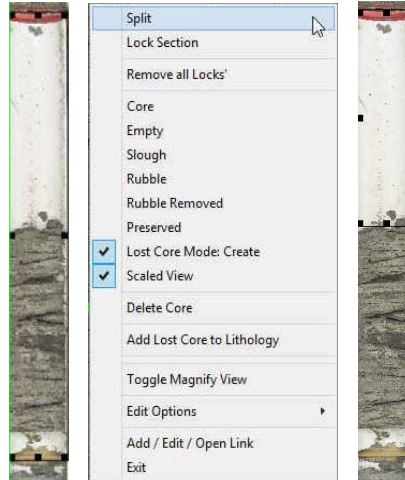 Split
Lock Section
Remove all Locks'
Core
Empty
Slough
Rubble
Rubble Removed
Preserved
Lost Core Mode: Create
Scaled View
Delete Core
Add Lost Core to Lithology
Toggle Magnify View
Edit Options
Add / Edit / Open Link
Exit